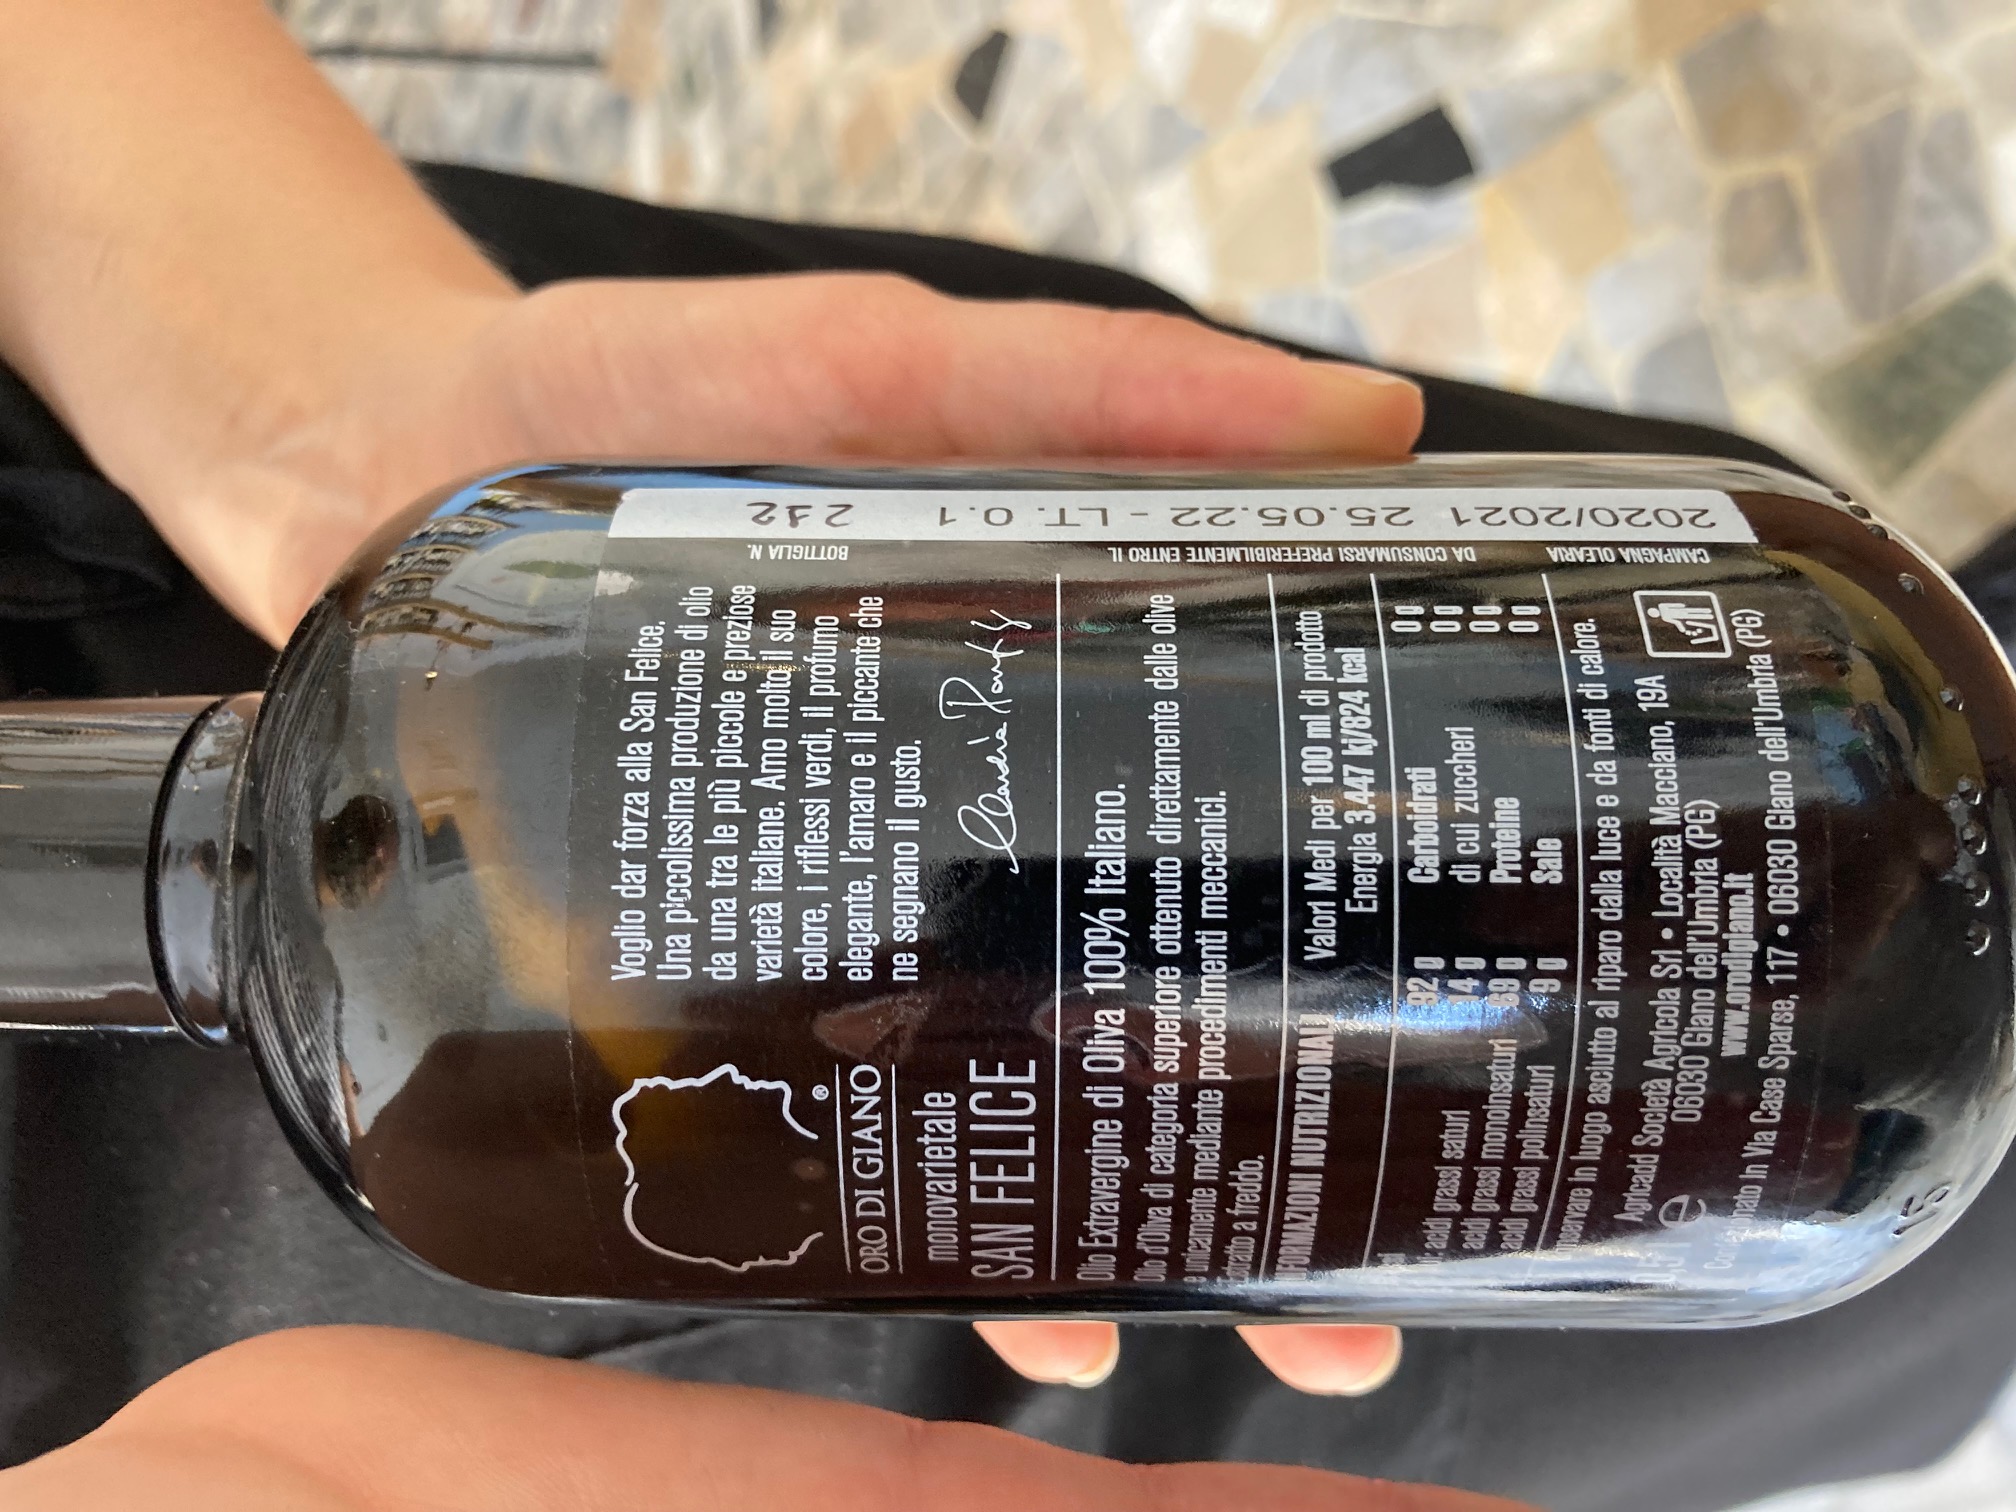 ORO DI GIANO
®
monovarietale
SAN FELICE
Voglio dar forza alla San Felice.
Una piccolissima produzione di olio
da una tra le più piccole e preziose
varietà italiane. Amo molto il suo
colore, i riflessi verdi, il profumo
elegante, l'amaro e il piccante che
ne segnano il gusto.
Olio Extravergine di Oliva 100% Italiano.
Olio d'Oliva di categoria superiore ottenuto direttamente dalle olive
e unicamente mediante procedimenti meccanici.
Estratto a freddo.
INFORMAZIONI NUTRIZIONALI
Valori Medi per 100 ml di prodotto
Energia 3.447 kj/824 kcal
92 g Carboidrati 0 g
acidi grassi saturi 14 g di cui zuccheri 0 g
acidi grassi monoinsaturi 69 g Proteine 0 g
acidi grassi polinsaturi 9 g Sale 0 g
in luogo asciutto al riparo dalla luce e da fonti di calore.
Agricadd Società Agricola Srl • Località Macciano, 19A
06030 Giano dell'Umbria (PG)
www.orodigiano.it
in Via Case Sparse, 117 • 06030 Giano dell'Umbria (PG)
CAMPAGNA OLEARIA DA CONSUMARSI PREFERIBILMENTE ENTRO IL BOTTIGLIA N.
2020/2021 25.05.22 - LT. 0.1 212